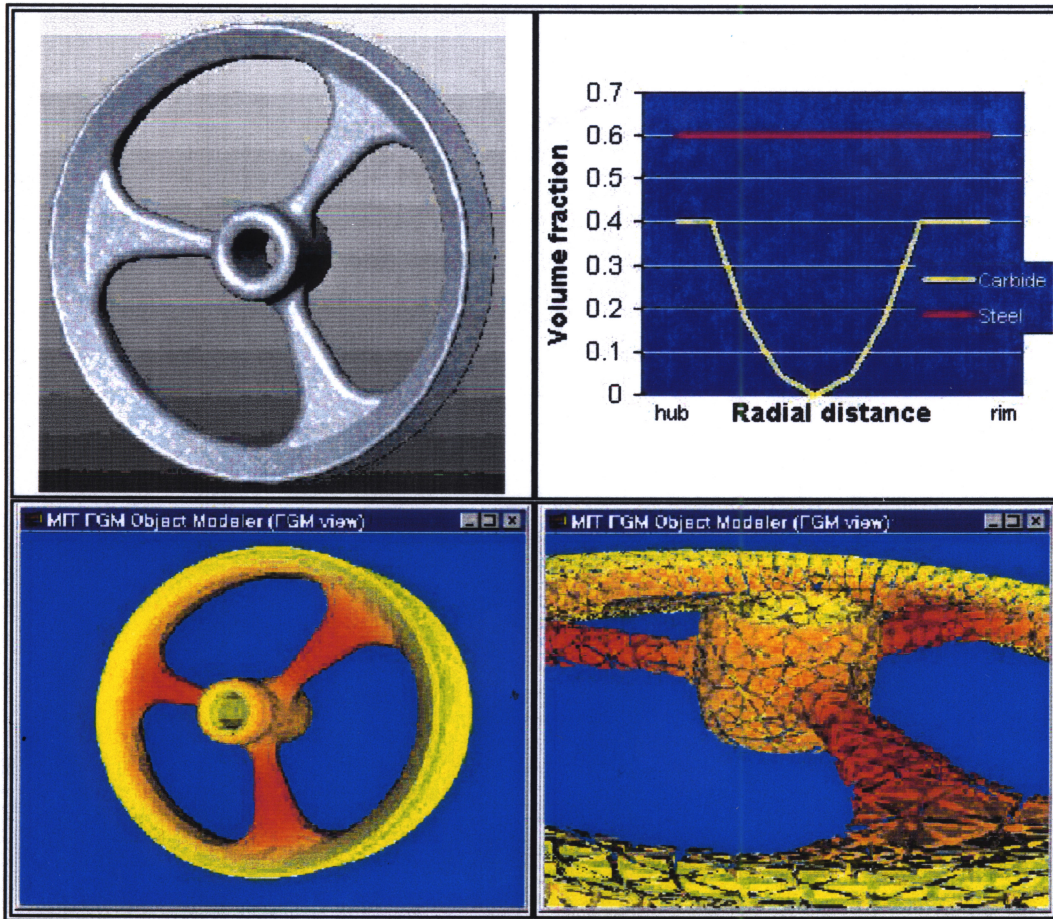 0.7
0.6
0.5
0.4
0.3
0.2
0.1
0
Volume fraction
hub
Radial distance
rim
Carbide
Steel
MIT FGM Object Modeler (FGM view)
MIT FGM Object Modeler (FGM view)